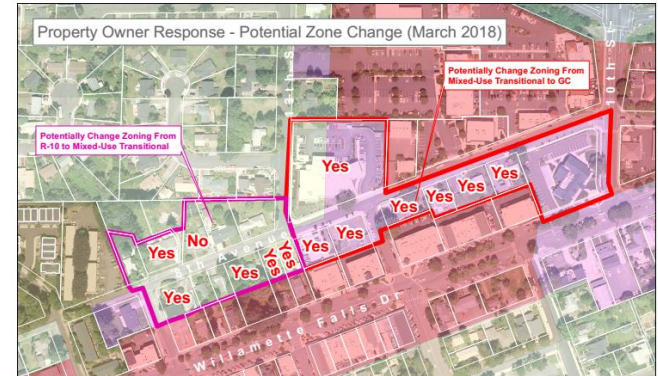 Property Owner Response - Potential Zone Change (March 2018)
10th St
Potentially Change Zoning From
Mixed-Use Transitional to GC
Potentially Change Zoning From
R-10 to Mixed-Use Transitional
Yes
Yes
Yes
Yes
Yes
Yes
No
Yes
Yes
Yes
Yes
Yes
Yes
Yes
Avenue
Willamette Falls Dr